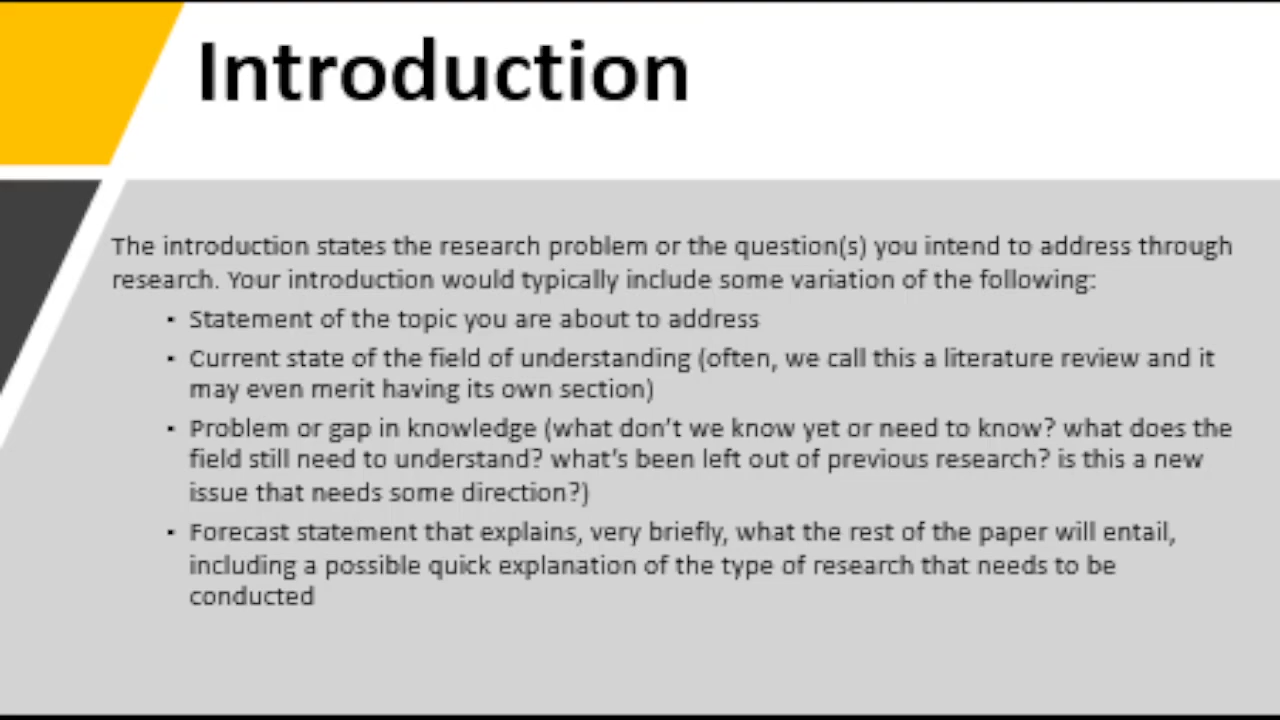 Introduction
The introduction states the research problem or the question(s) you intend to address through
research. Your introduction would typically include some variation of the following:
▪ Statement of the topic you are about to address
▪ Current state of the field of understanding (often, we call this a literature review and it
may even merit having its own section)
▪ Problem or gap in knowledge (what don’t we know yet or need to know? what does the
field still need to understand? what’s been left out of previous research? is this a new
issue that needs some direction?)
▪ Forecast statement that explains, very briefly, what the rest of the paper will entail,
including a possible quick explanation of the type of research that needs to be
conducted